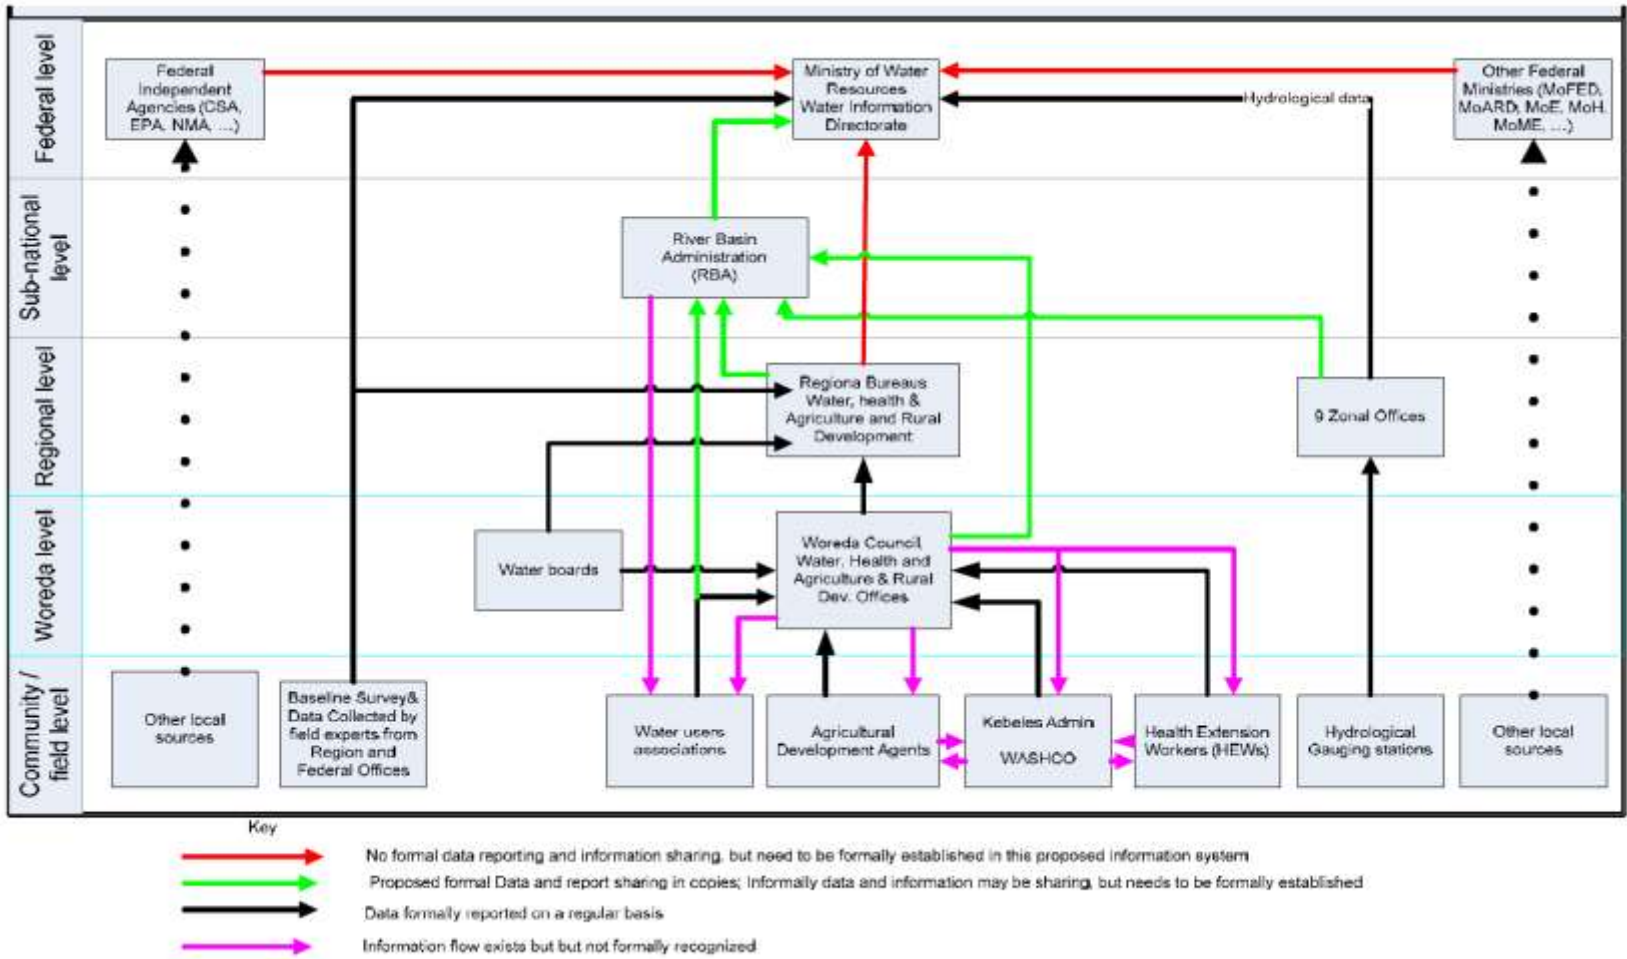 Federal level
Federal
Independent
Agencies (CSA,
EPA, NMA, ...)
Ministry of Water
Resources
Water Information
Directorate
Hydrological data
Other Federal
Ministries (MoFED,
MoARD, MoE, MoH,
MoME, ...)
Sub-national
level
River Basin
Administration
(RBA)
Regional level
Regiona Bureaus
Water, health &
Agriculture and Rural
Development
9 Zonal Offices
Woreda level
Water boards
Woreda Council,
Water, Health and
Agriculture & Rural
Dev. Offices
Community /
field level
Other local
sources
Baseline Survey&
Data Collected by
field experts from
Region and
Federal Offices
Water users
associations
Agricultural
Development Agents
Kebeles Admin
WASHCO
Health Extension
Workers (HEWs)
Hydrological
Gauging stations
Other local
sources
Key
No formal data reporting and information sharing, but need to be formally established in this proposed information system
Proposed formal Data and report sharing in copies; Informally data and information may be sharing, but needs to be formally established
Data formally reported on a regular basis
Information flow exists but but not formally recognized